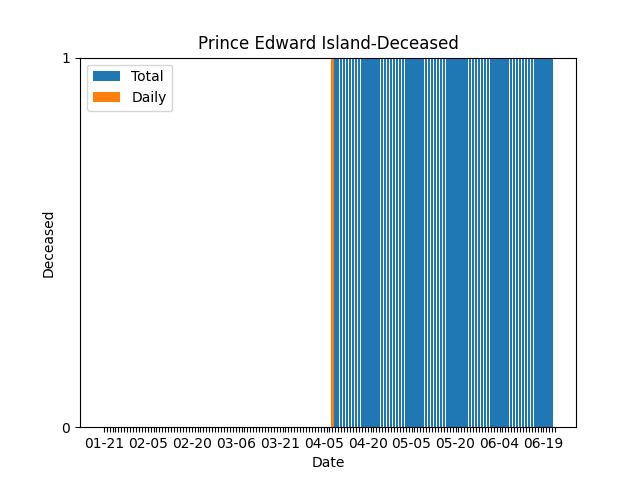 Prince Edward Island-Deceased
1
Total
Daily
Deceased
0
01-21 02-05 02-20 03-06 03-21 04-05 04-20 05-05 05-20 06-04 06-19
Date